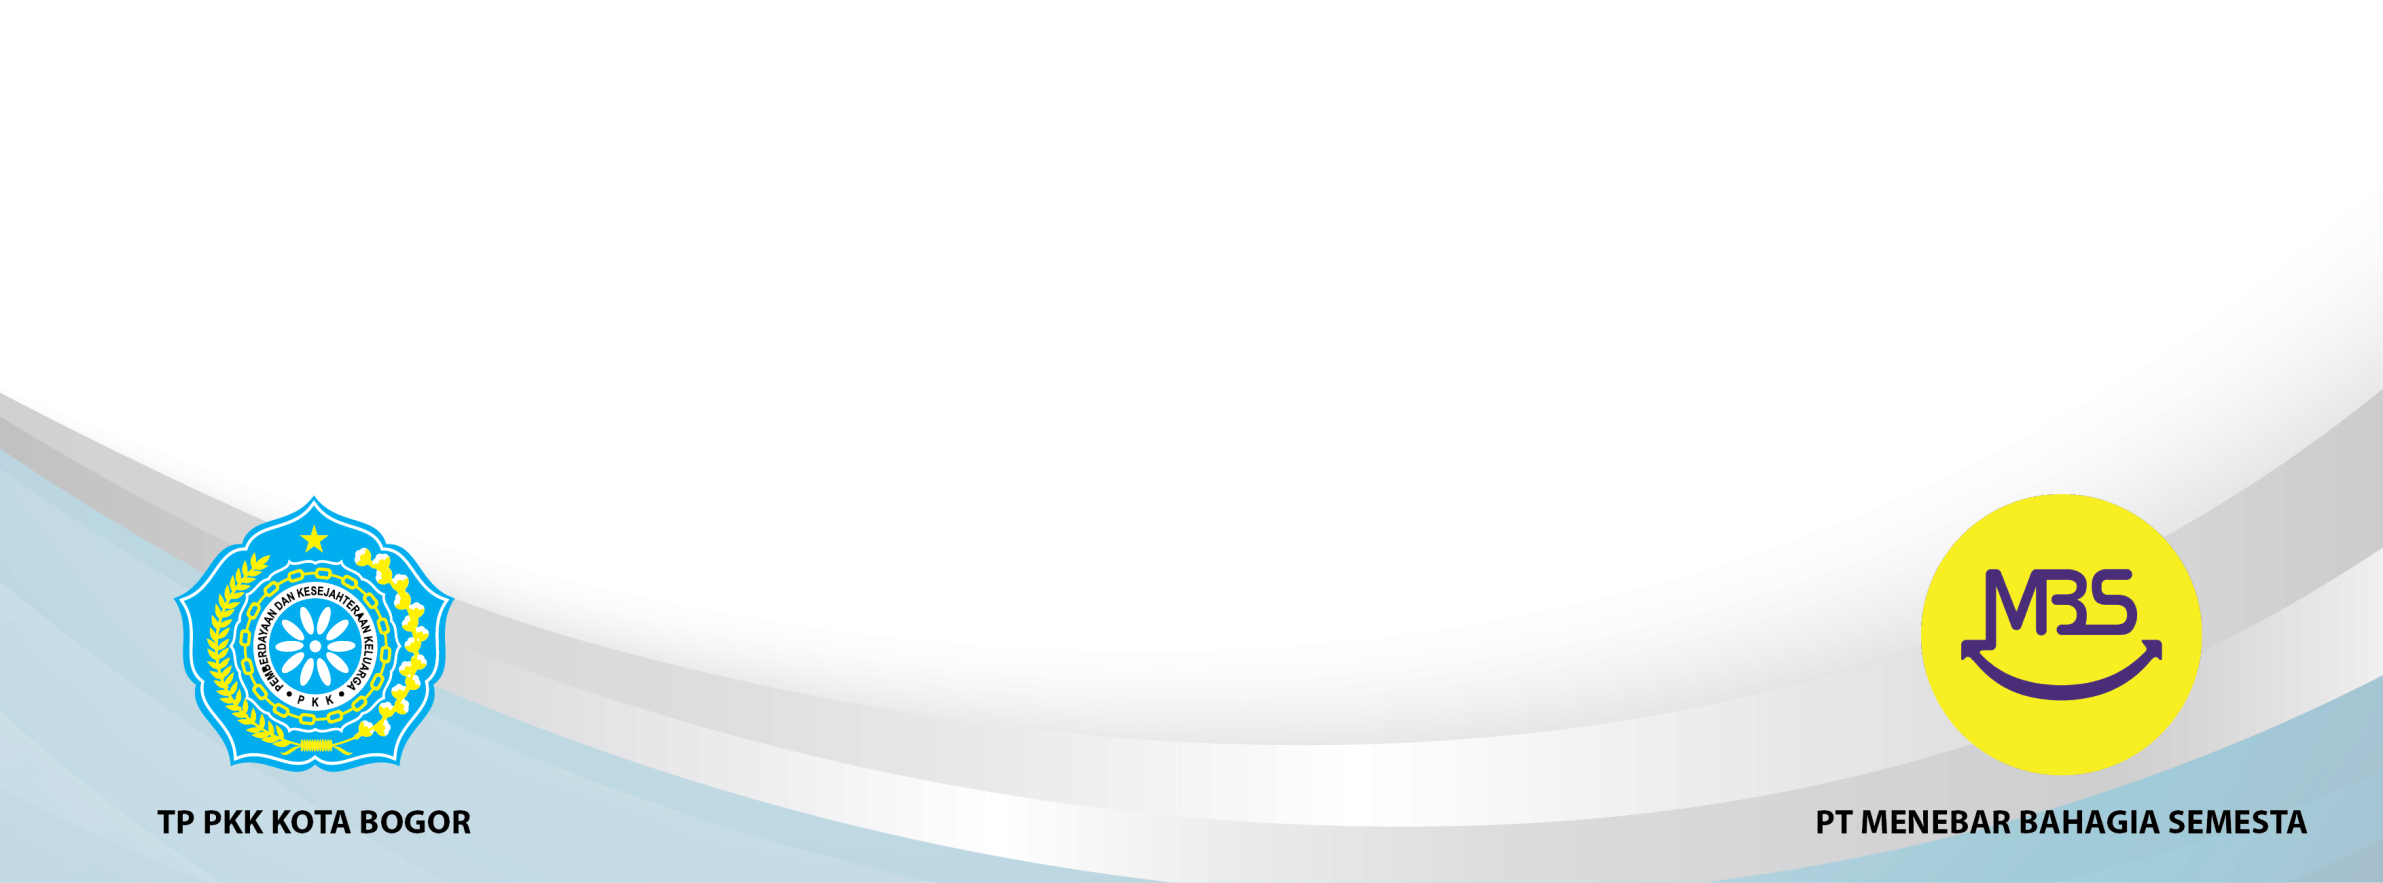 PEMBERDAYAAN DAN KESEJAHTERAAN KELUARGA
• P K K •
TP PKK KOTA BOGOR
MBS
PT MENEBAR BAHAGIA SEMESTA